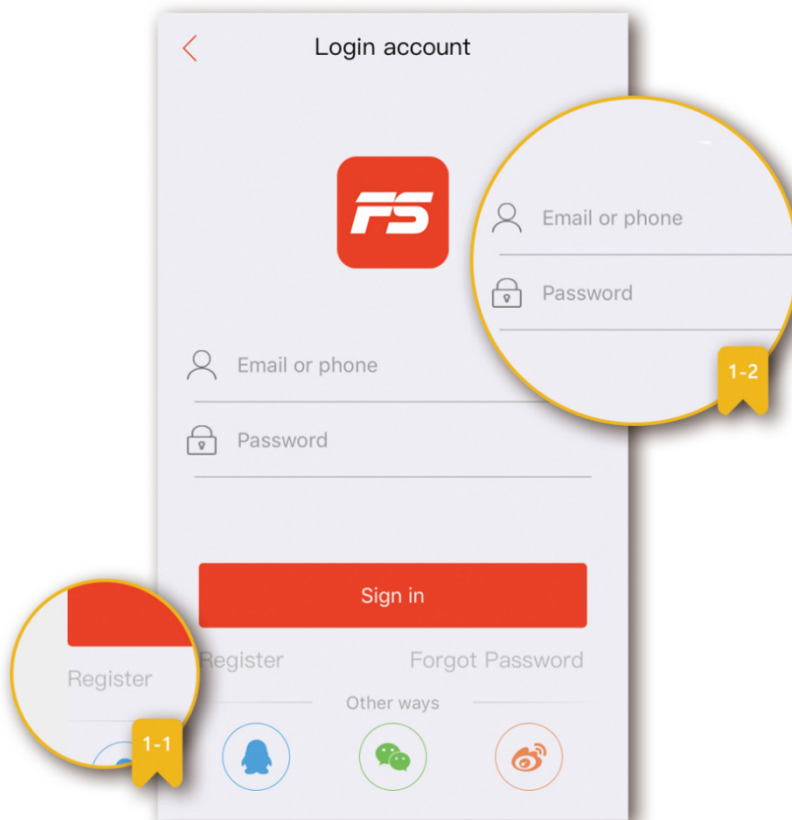 Login account
FS
Email or phone
Password
1-2
Email or phone
Password
Sign in
Register
Forgot Password
Other ways
Register
1-1